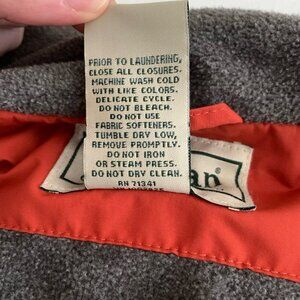 PRIOR TO LAUNDERING,
CLOSE ALL CLOSURES.
MACHINE WASH COLD
WITH LIKE COLORS.
DELICATE CYCLE.
DO NOT BLEACH.
DO NOT USE
FABRIC SOFTENERS.
TUMBLE DRY LOW,
REMOVE PROMPTLY.
DO NOT IRON
OR STEAM PRESS.
DO NOT DRY CLEAN.
RN 71341